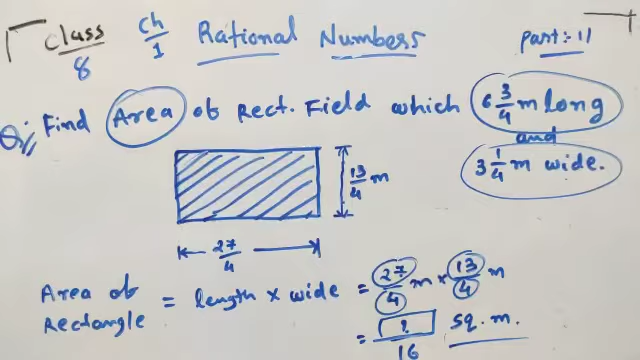 Class 8 Ch 1 Rational Numbers Part:- 11
Q: Find Area of Rect. Field which 6 3/4 m long
and
3 1/4 m wide.
13/4 m
27/4
Area of Rectangle = length × wide = 27/4 m × 13/4 m
= ?/16 sq. m.